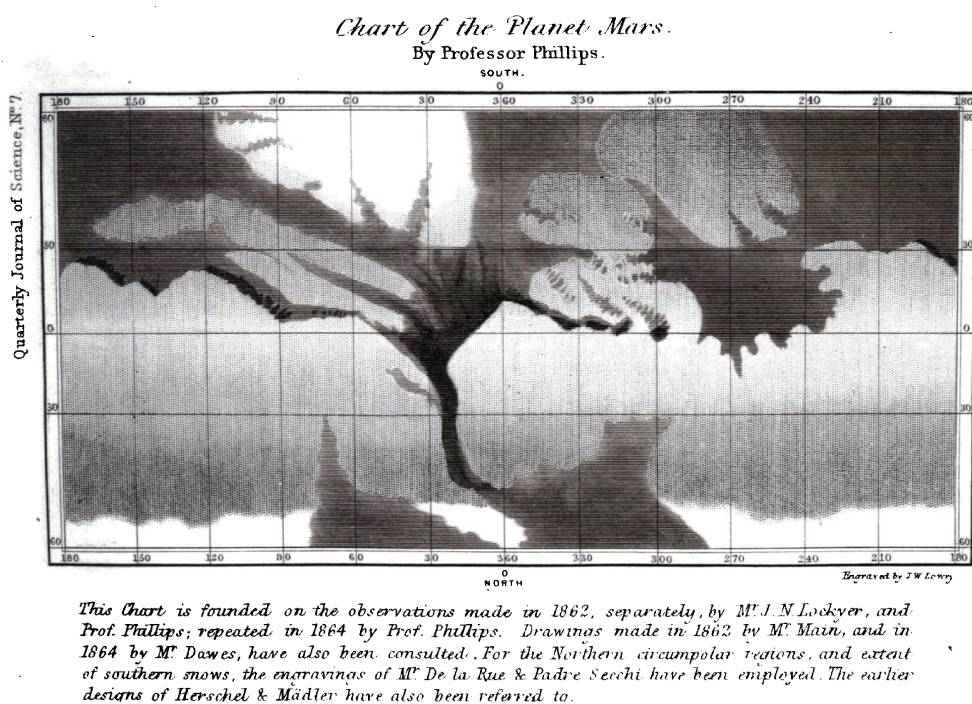 Chart of the Planet Mars.
By Professor Phillips.
SOUTH.
0
180 150 120 90 60 30 360 330 300 270 240 210 180
Quarterly Journal of Science, No. 7.
60 60
30 30
0 0
30 30
60 60
180 150 120 90 60 30 360 330 300 270 240 210 180
0
NORTH
Engraved by J W Lowry
This Chart is founded on the observations made in 1862, separately, by Mr. J. N. Lockyer, and
Prof. Phillips; repeated in 1864 by Prof. Phillips. Drawings made in 1862 by Mr. Main, and in
1864 by Mr. Dawes, have also been consulted. For the Northern circumpolar regions, and extent
of southern snows, the engravings of Mr. De la Rue & Padre Secchi have been employed. The earlier
designs of Herschel & Mädler have also been referred to.